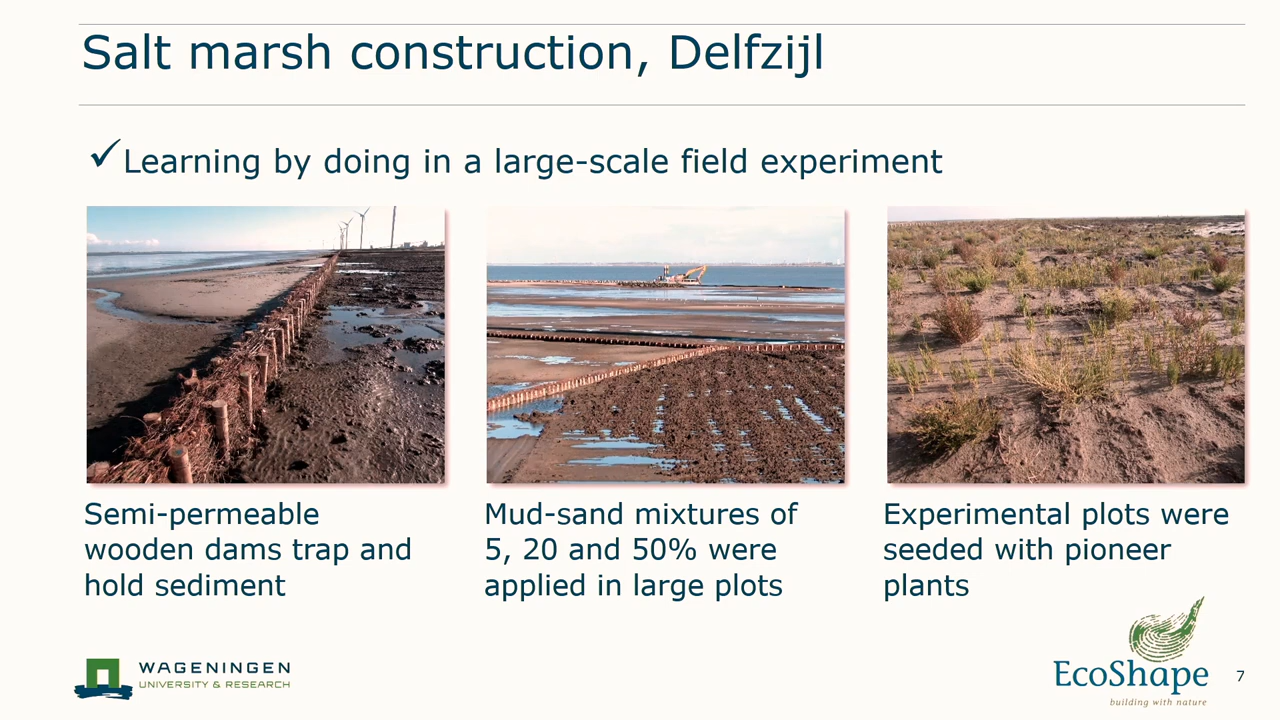 Salt marsh construction, Delfzijl
✓Learning by doing in a large-scale field experiment
Semi-permeable
wooden dams trap and
hold sediment
Mud-sand mixtures of
5, 20 and 50% were
applied in large plots
Experimental plots were
seeded with pioneer
plants
WAGENINGEN
UNIVERSITY & RESEARCH
EcoShape
building with nature
7